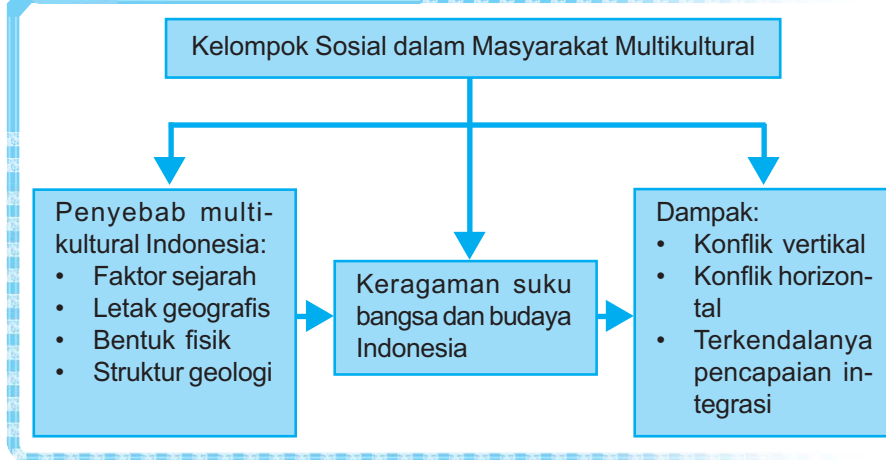 Kelompok Sosial dalam Masyarakat Multikultural
Penyebab multi-
kultural Indonesia:
• Faktor sejarah
• Letak geografis
• Bentuk fisik
• Struktur geologi
Keragaman suku
bangsa dan budaya
Indonesia
Dampak:
• Konflik vertikal
• Konflik horizon-
tal
• Terkendalanya
pencapaian in-
tegrasi